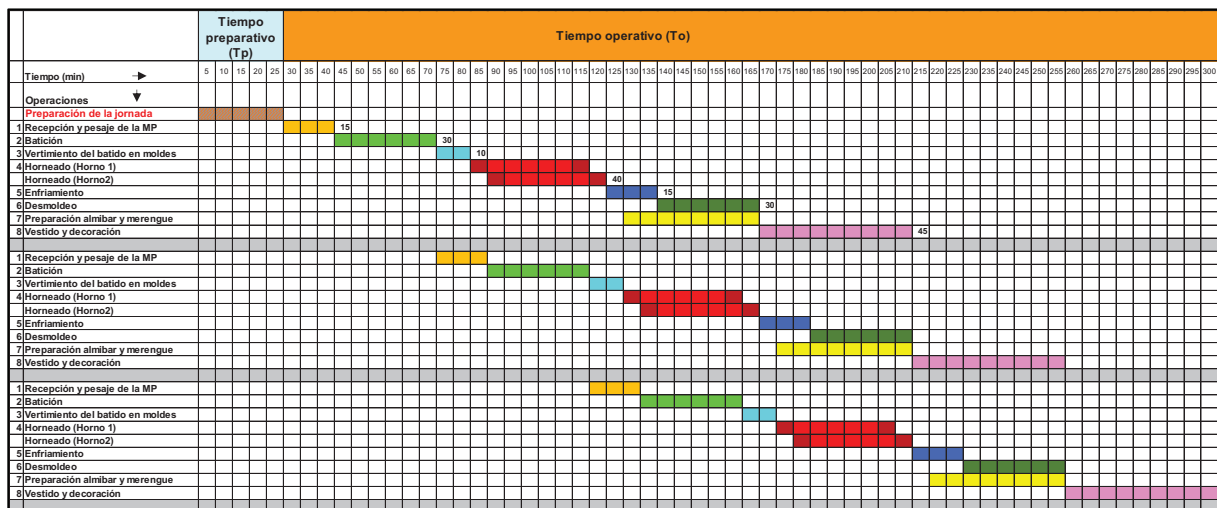 Tiempo preparativo (Tp)
Tiempo operativo (To)
Tiempo (min) 5 10 15 20 25 30 35 40 45 50 55 60 65 70 75 80 85 90 95 100 105 110 115 120 125 130 135 140 145 150 155 160 165 170 175 180 185 190 195 200 205 210 215 220 225 230 235 240 245 250 255 260 265 270 275 280 285 290 295 300
Operaciones
Preparación de la jornada
1 Recepción y pesaje de la MP 15
2 Batición 30
3 Vertimiento del batido en moldes 10
4 Horneado (Horno 1)
Horneado (Horno2) 40
5 Enfriamiento 15
6 Desmoldeo 30
7 Preparación almibar y merengue
8 Vestido y decoración 45
1 Recepción y pesaje de la MP
2 Batición
3 Vertimiento del batido en moldes
4 Horneado (Horno 1)
Horneado (Horno2)
5 Enfriamiento
6 Desmoldeo
7 Preparación almibar y merengue
8 Vestido y decoración
1 Recepción y pesaje de la MP
2 Batición
3 Vertimiento del batido en moldes
4 Horneado (Horno 1)
Horneado (Horno2)
5 Enfriamiento
6 Desmoldeo
7 Preparación almibar y merengue
8 Vestido y decoración